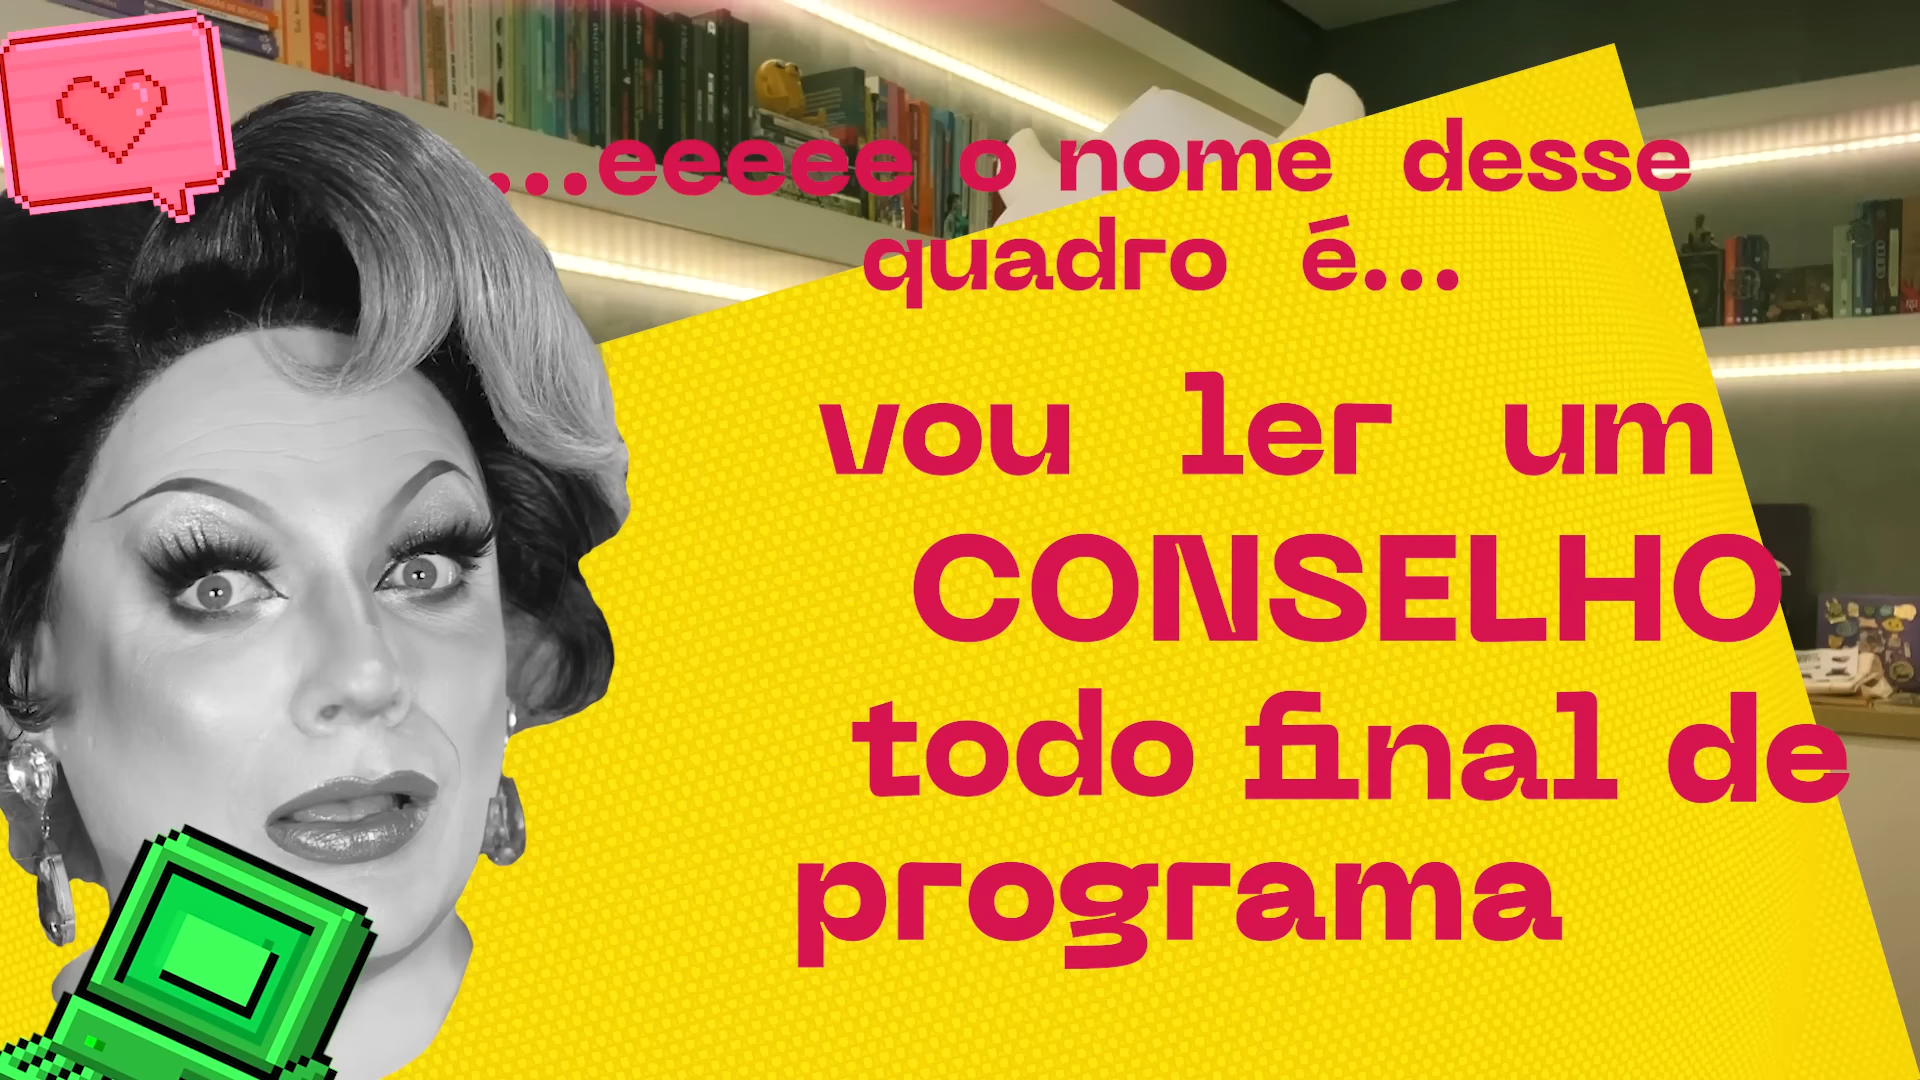 ...eeeee o nome desse
quadro é...
vou ler um
CONSELHO
todo final de
programa